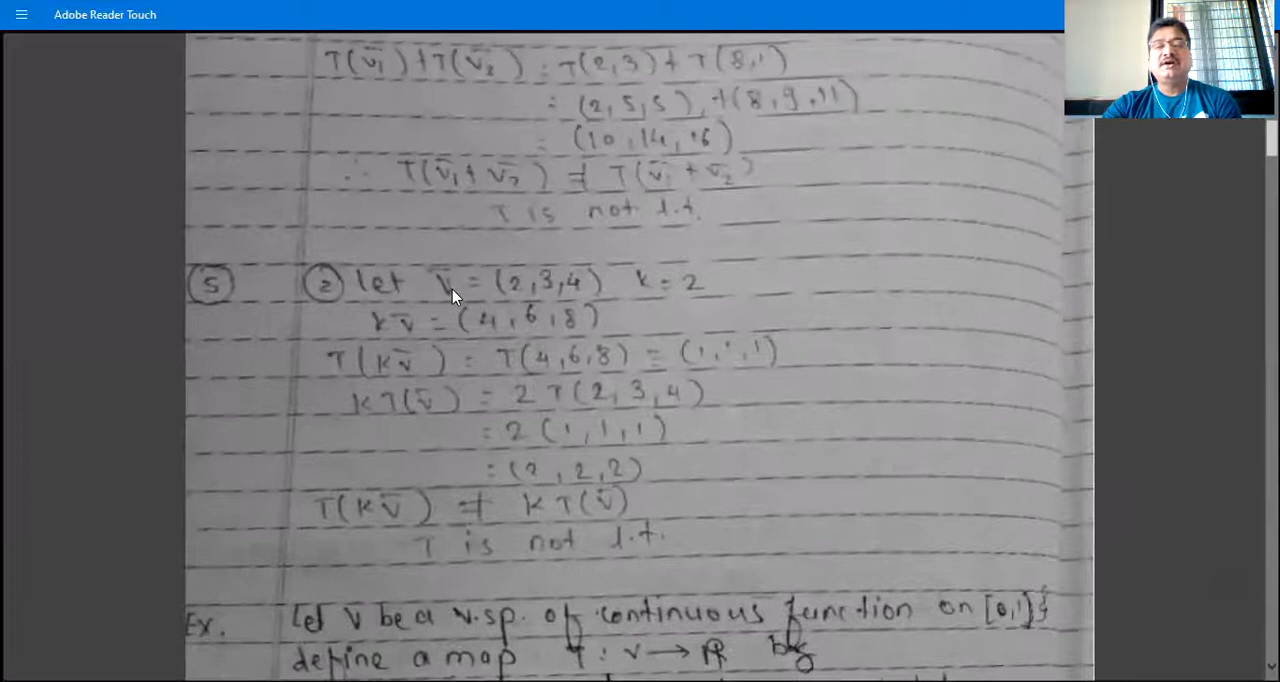 Adobe Reader Touch
T(v̄₁) + T(v̄₂) = T(2,3) + T(8,1)
= (2,5,5) + (8,9,11)
= (10,14,16)
∴ T(v̄₁+v̄₂) ≠ T(v̄₁+v̄₂)
T is not l.t.
(5) (2) let v̄ = (2,3,4) k = 2
kv̄ = (4,6,8)
T(kv̄) = T(4,6,8) = (1,1,1)
kT(v̄) = 2T(2,3,4)
= 2(1,1,1)
= (2,2,2)
T(kv̄) ≠ kT(v̄)
T is not l.t.
Ex. Let V be a v.sp. of continuous function on [0,1]}
define a map T : v → R by